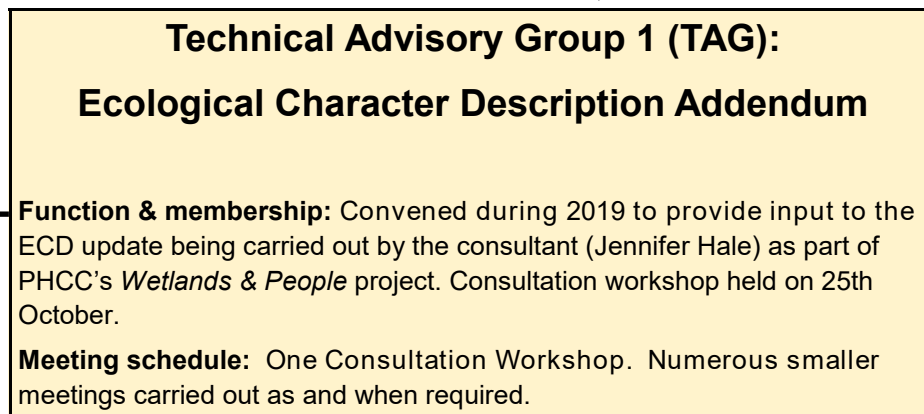 Technical Advisory Group 1 (TAG):
Ecological Character Description Addendum
Function & membership: Convened during 2019 to provide input to the
ECD update being carried out by the consultant (Jennifer Hale) as part of
PHCC's Wetlands & People project. Consultation workshop held on 25th
October.
Meeting schedule: One Consultation Workshop. Numerous smaller
meetings carried out as and when required.